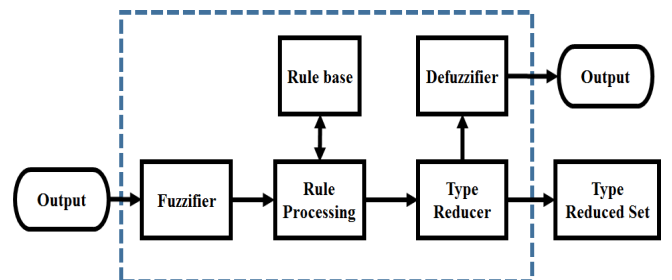 Rule base
Defuzzifier
Output
Output
Fuzzifier
Rule
Processing
Type
Reducer
Type
Reduced Set